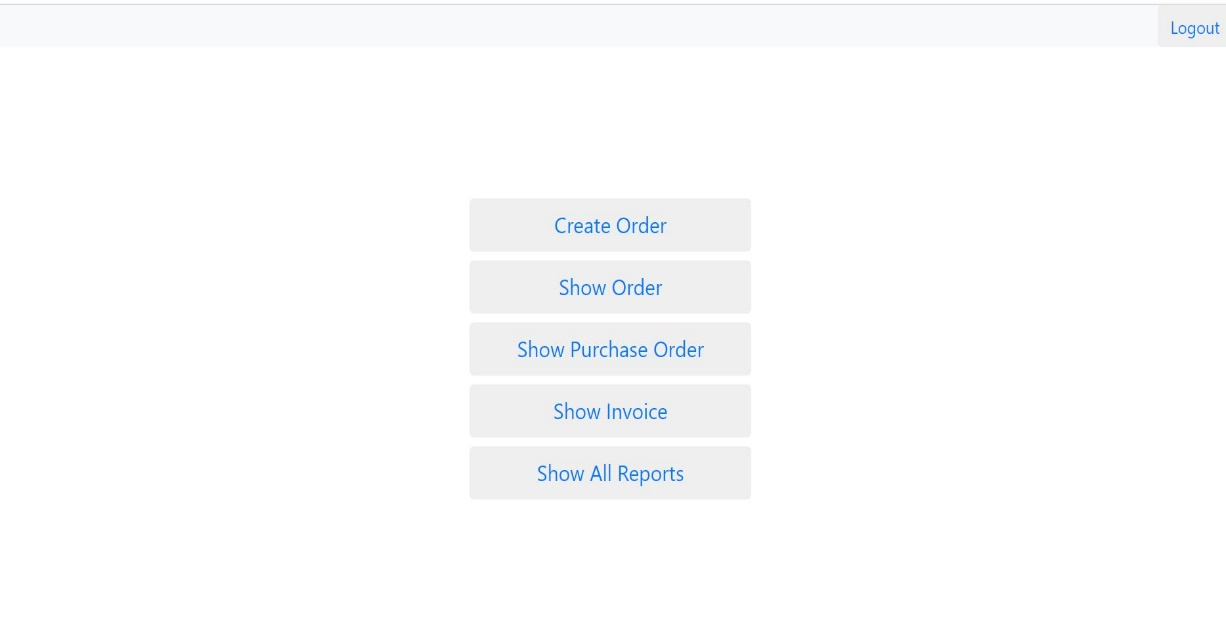 Logout
Create Order
Show Order
Show Purchase Order
Show Invoice
Show All Reports